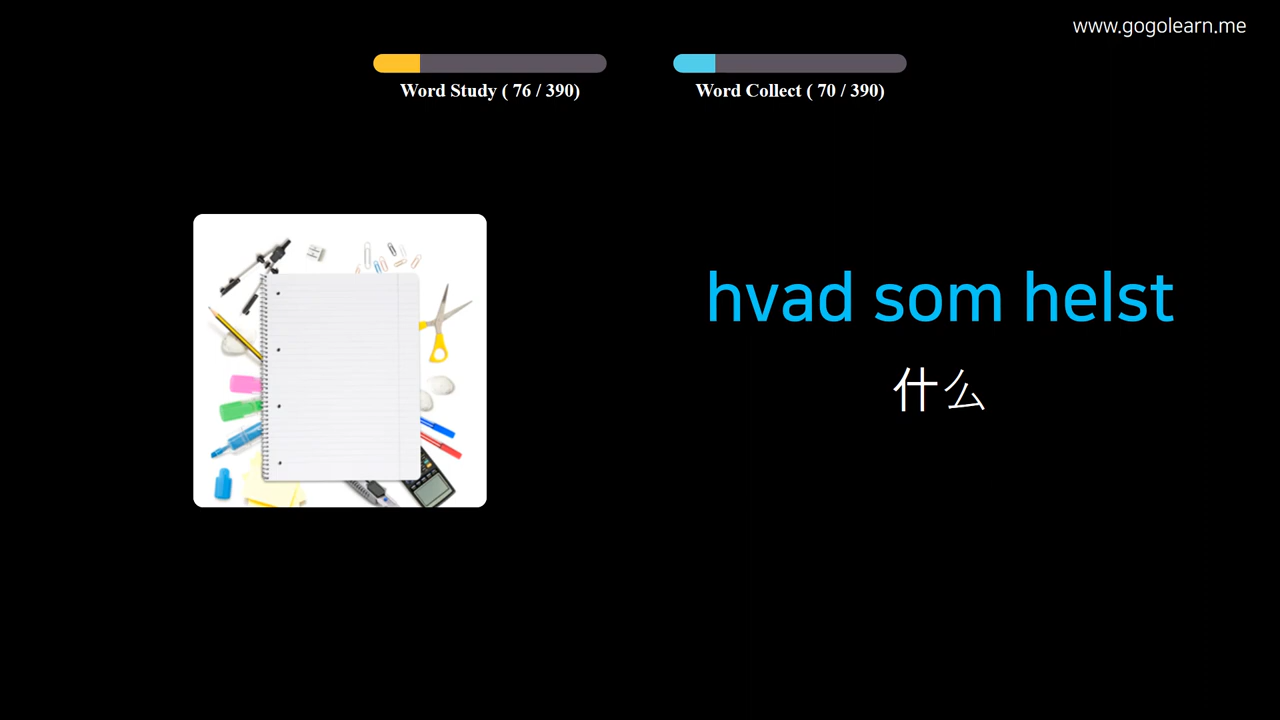 www.gogolearn.me
Word Study ( 76 / 390)
Word Collect ( 70 / 390)
hvad som helst
什么